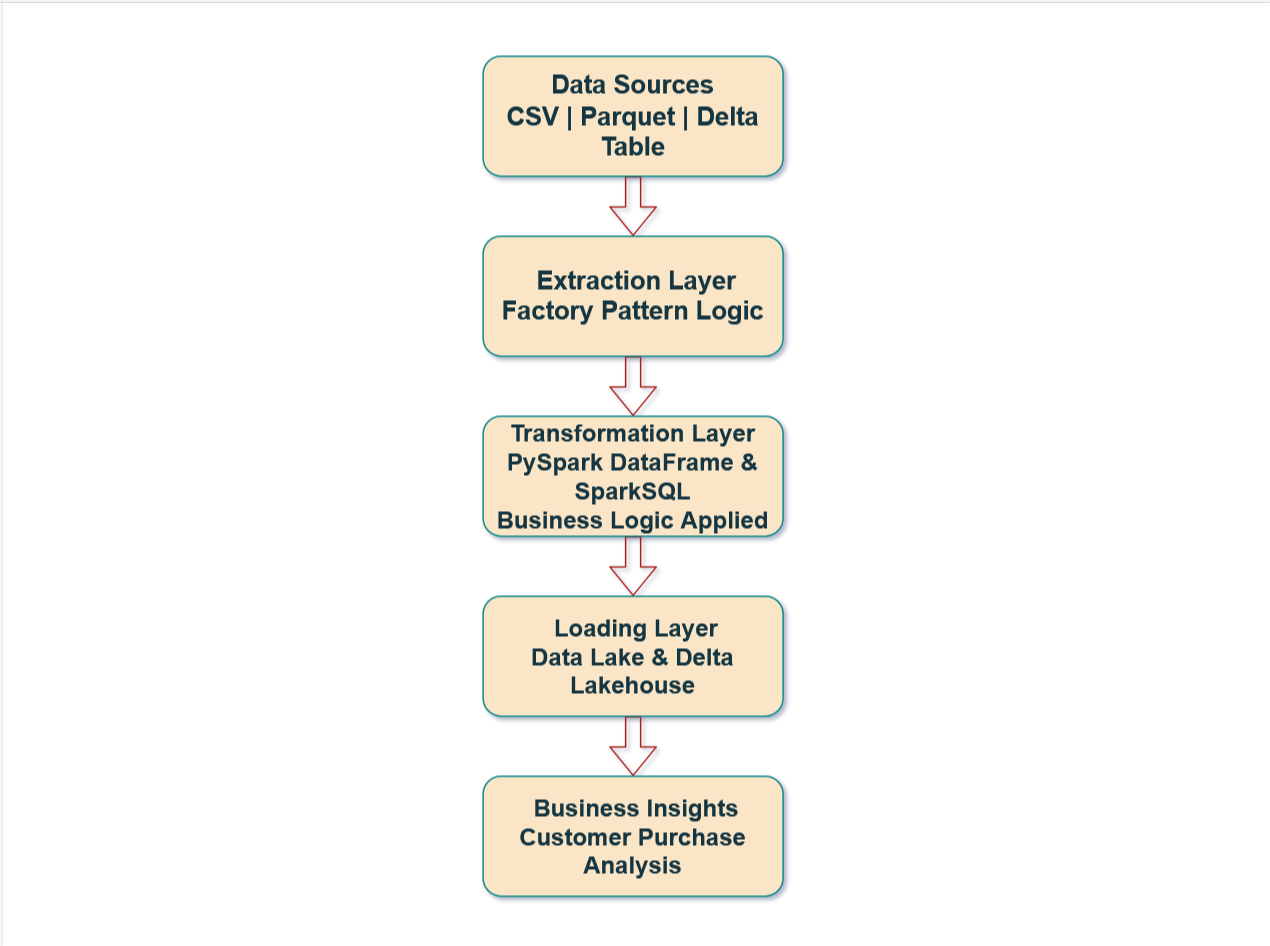 Data Sources
CSV | Parquet | Delta
Table
Extraction Layer
Factory Pattern Logic
Transformation Layer
PySpark DataFrame &
SparkSQL
Business Logic Applied
Loading Layer
Data Lake & Delta
Lakehouse
Business Insights
Customer Purchase
Analysis